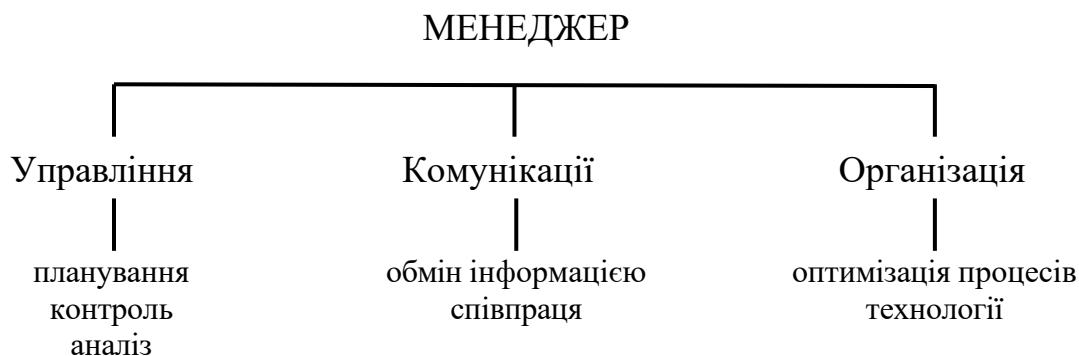 МЕНЕДЖЕР
Управління
Комунікації
Організація
планування
контроль
аналіз
обмін інформацією
співпраця
оптимізація процесів
технології